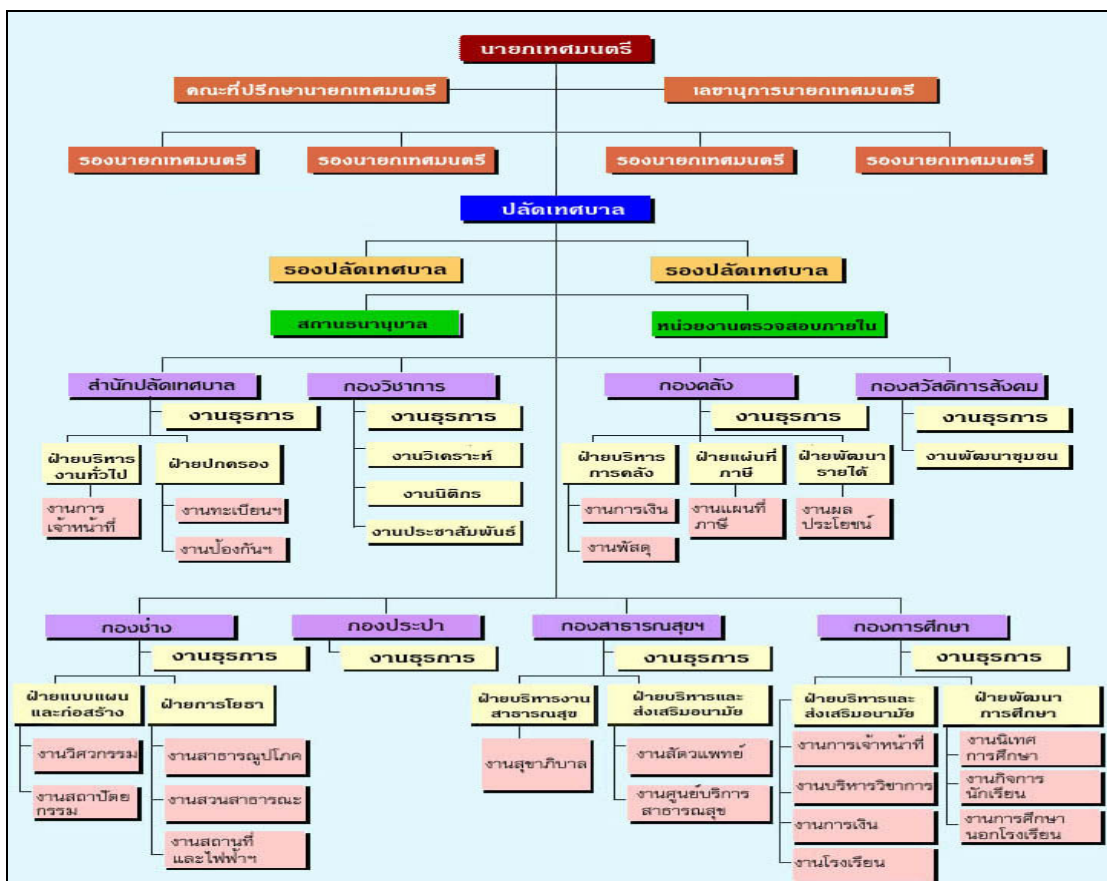 นายกเทศมนตรี
คณะที่ปรึกษานายกเทศมนตรี
เลขานุการนายกเทศมนตรี
รองนายกเทศมนตรี
รองนายกเทศมนตรี
รองนายกเทศมนตรี
รองนายกเทศมนตรี
ปลัดเทศบาล
รองปลัดเทศบาล
รองปลัดเทศบาล
สถานธนานุบาล
หน่วยงานตรวจสอบภายใน
สำนักปลัดเทศบาล
งานธุรการ
ฝ่ายบริหาร
งานทั่วไป
งานการ
เจ้าหน้าที่
ฝ่ายปกครอง
งานทะเบียนฯ
งานป้องกันฯ
กองวิชาการ
งานธุรการ
งานวิเคราะห์
งานนิติกร
งานประชาสัมพันธ์
กองคลัง
งานธุรการ
ฝ่ายบริหาร
การคลัง
งานการเงิน
งานพัสดุ
ฝ่ายแผ่นที่
ภาษี
งานแผนที่
ภาษี
ฝ่ายพัฒนา
รายได้
งานผล
ประโยชน์
กองสวัสดิการสังคม
งานธุรการ
งานพัฒนาชุมชน
กองช่าง
งานธุรการ
ฝ่ายแบบแผน
และก่อสร้าง
งานวิศวกรรม
งานสถาปัตย
กรรม
ฝ่ายการโยธา
งานสาธารณูปโภค
งานสวนสาธารณะ
งานสถานที่
และไฟฟ้าฯ
กองประปา
งานธุรการ
กองสาธารณสุขฯ
งานธุรการ
ฝ่ายบริหารงาน
สาธารณสุข
งานสุขาภิบาล
ฝ่ายบริหารและ
ส่งเสริมอนามัย
งานสัตวแพทย์
งานศูนย์บริการ
สาธารณสุข
กองการศึกษา
งานธุรการ
ฝ่ายบริหารและ
ส่งเสริมอนามัย
งานการเจ้าหน้าที่
งานบริหารวิชาการ
งานการเงิน
งานโรงเรียน
ฝ่ายพัฒนา
การศึกษา
งานนิเทศ
การศึกษา
งานกิจการ
นักเรียน
งานการศึกษา
นอกโรงเรียน